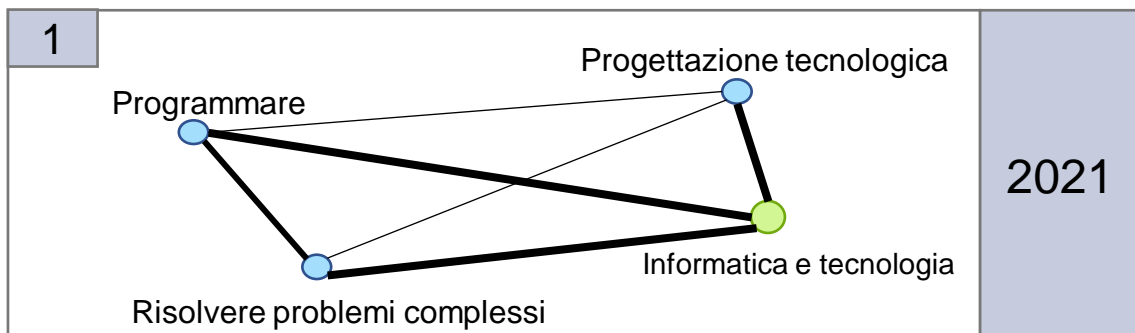 1
Progettazione tecnologica
Programmare
2021
Informatica e tecnologia
Risolvere problemi complessi